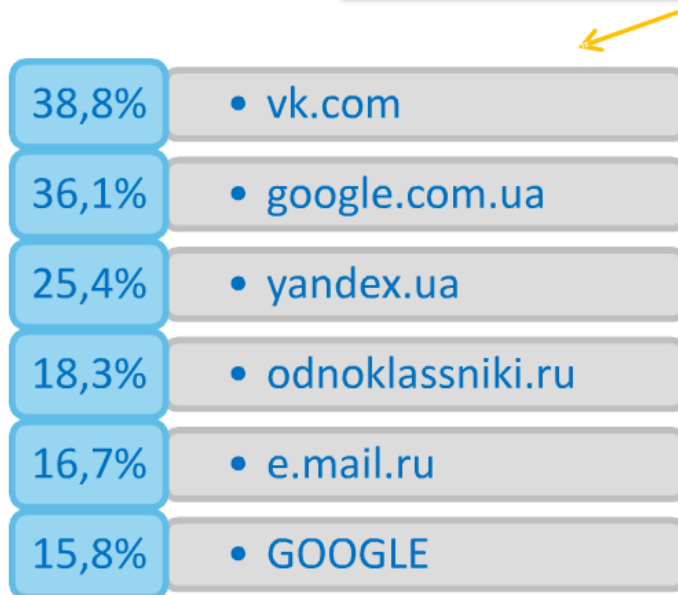 38,8% • vk.com
36,1% • google.com.ua
25,4% • yandex.ua
18,3% • odnoklassniki.ru
16,7% • e.mail.ru
15,8% • GOOGLE